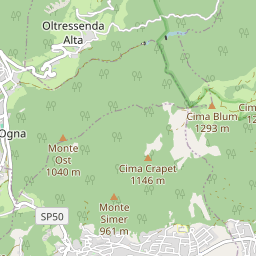 Oltressenda
Alta
Cima Blum
1293 m
Ogna
Monte
Ost
1040 m
Cima Crapet
1146 m
SP50
Monte
Simer
961 m